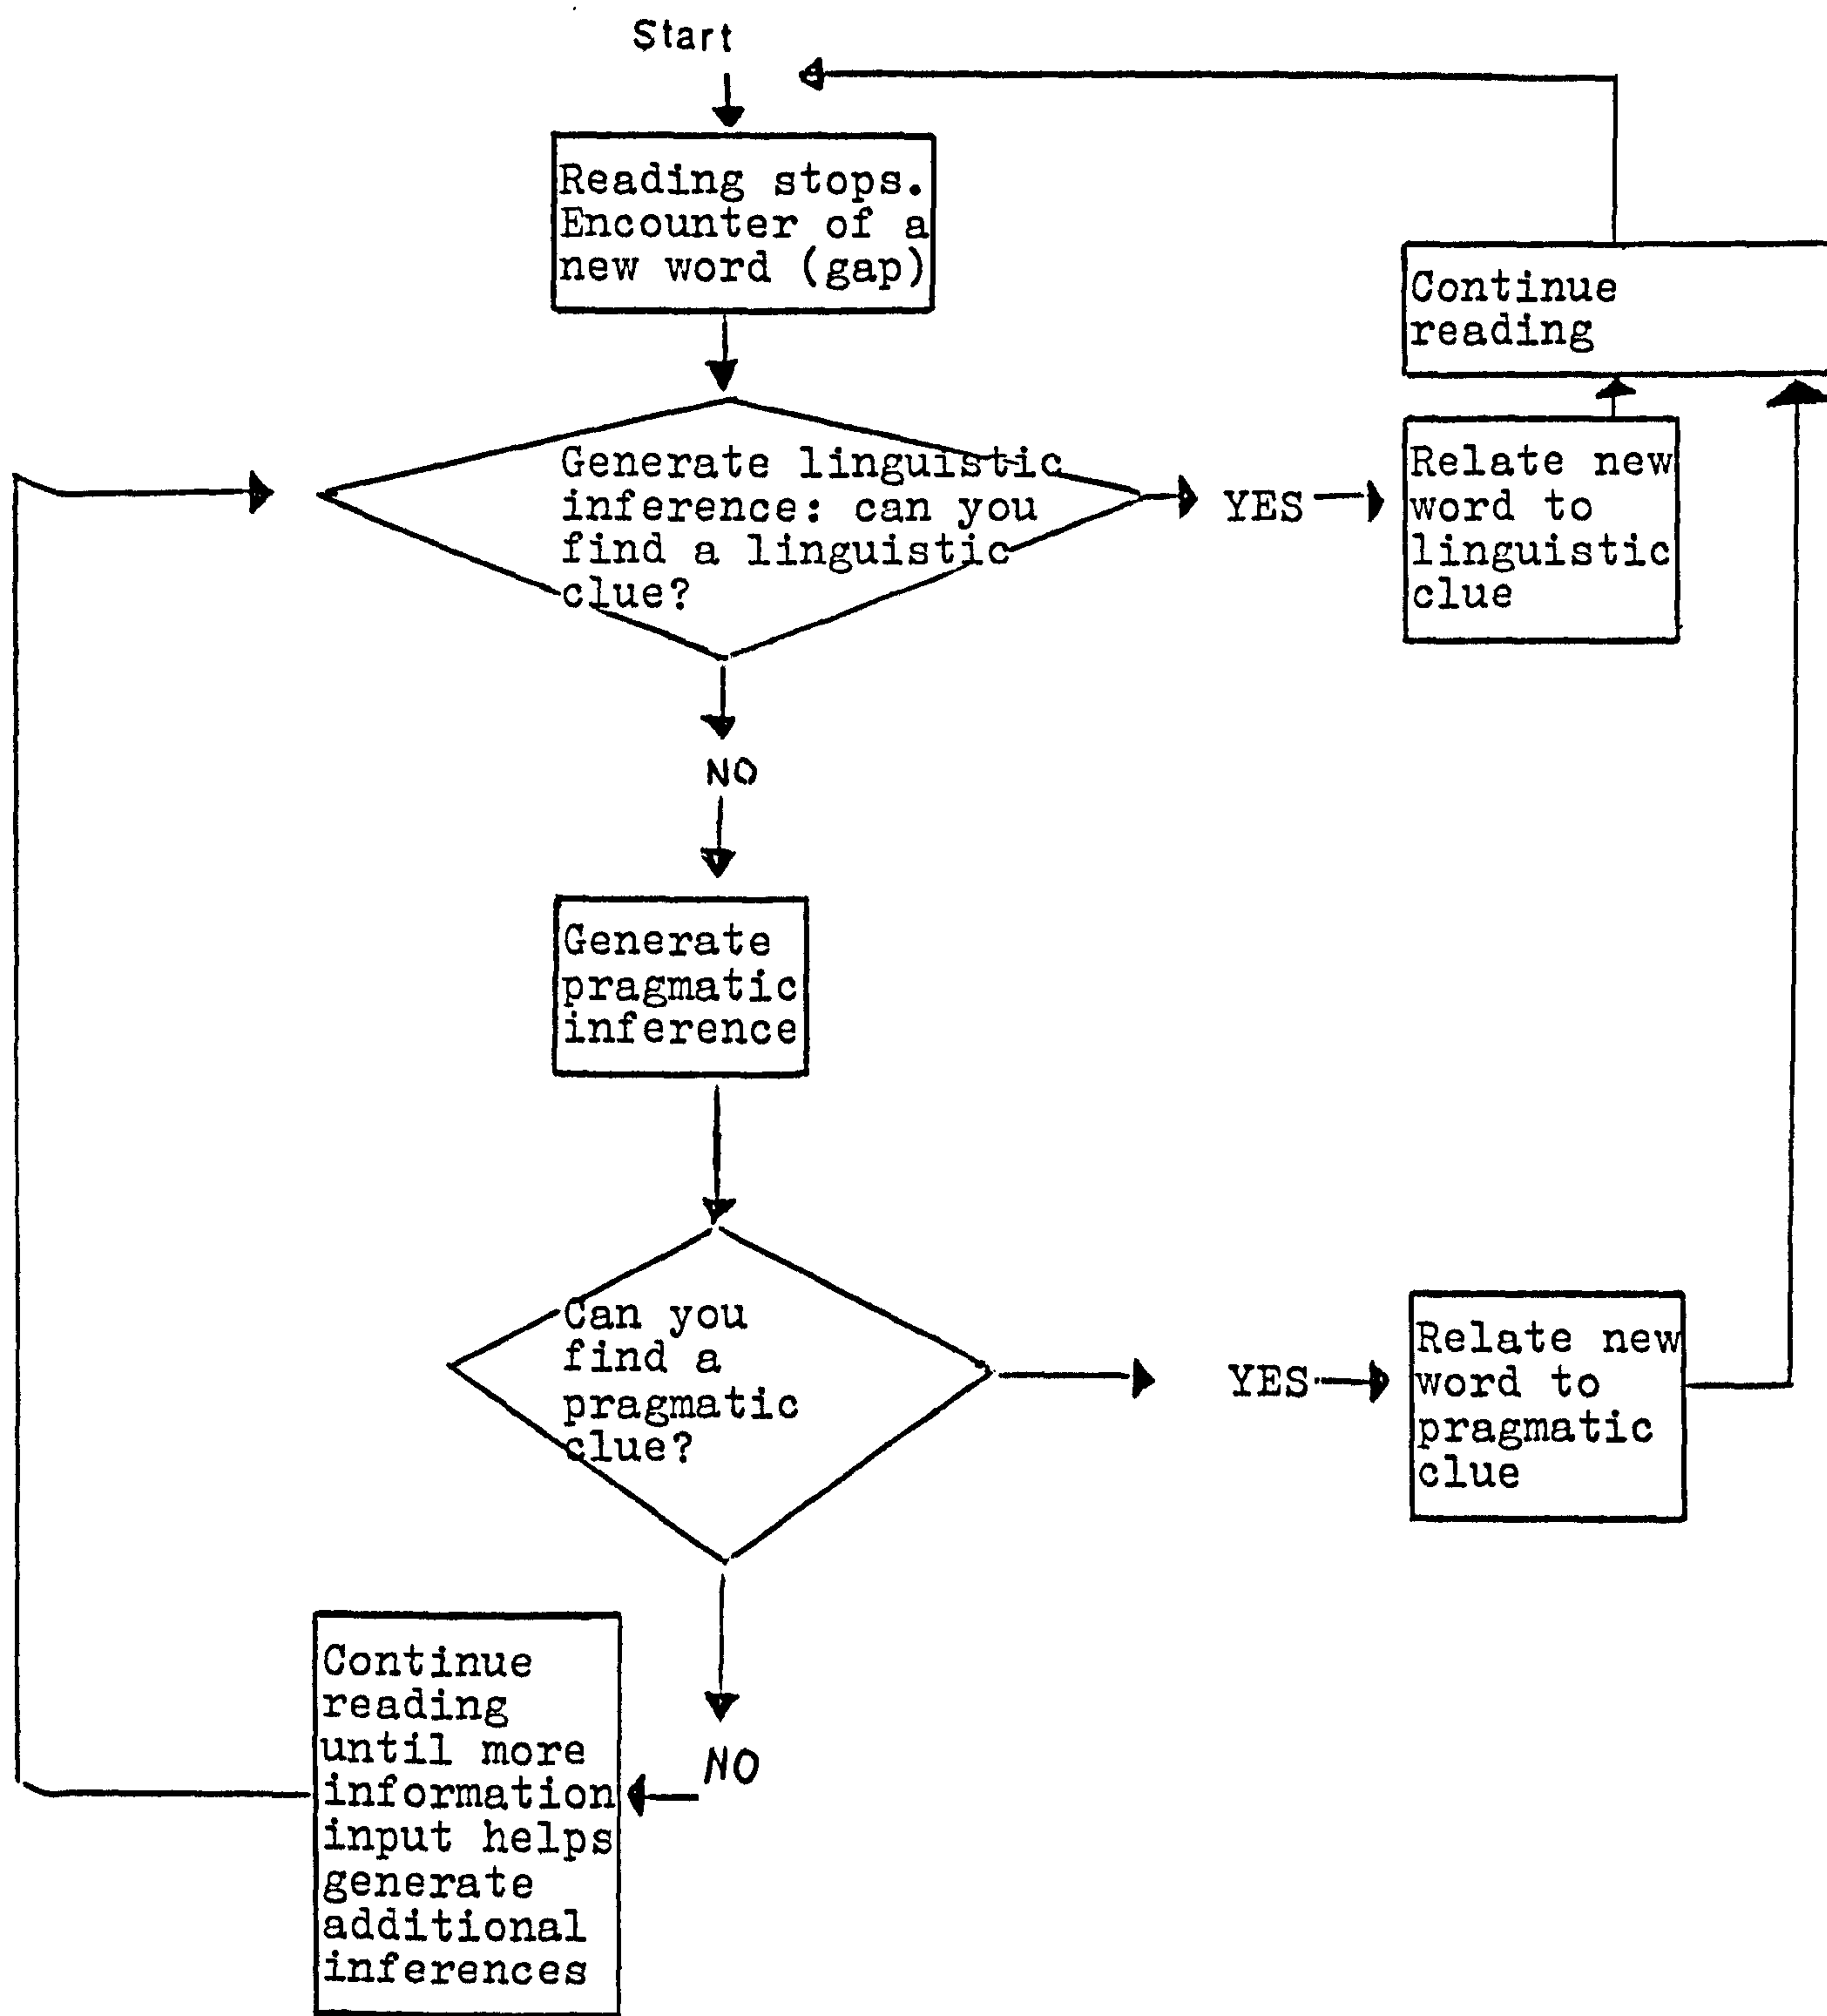 Start
Reading stops.
Encounter of a
new word (gap)
Continue
reading
Generate linguistic
inference: can you
find a linguistic
clue?
YES
Relate new
word to
linguistic
clue
NO
Generate
pragmatic
inference
Can you
find a
pragmatic
clue?
YES
Relate new
word to
pragmatic
clue
NO
Continue
reading
until more
information
input helps
generate
additional
inferences